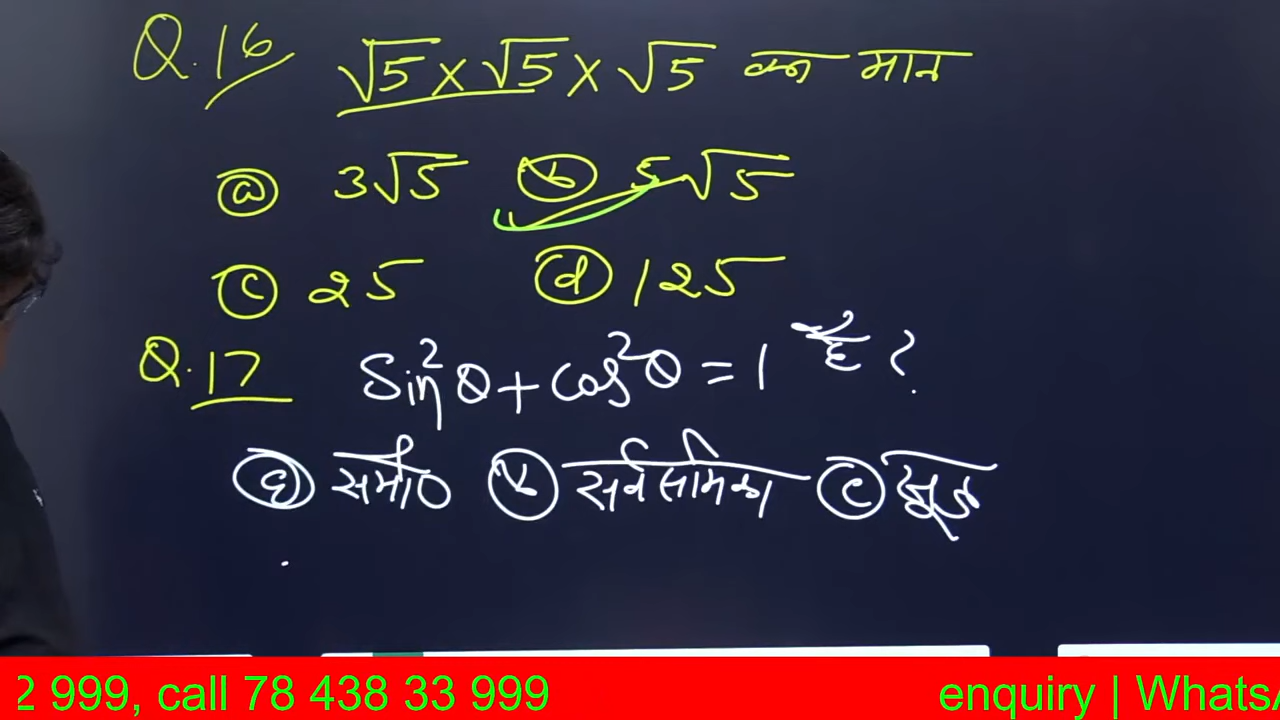 Q.16 √5 x √5 x √5 का मान
ⓐ 3√5 ⓑ 5√5
ⓒ 25 ⓓ 125
Q.17 Sin²θ + Cos²θ = 1 है ?
ⓐ समी० ⓑ सर्वसमिका ⓒ
2 999, call 78 438 33 999 enquiry | Whats